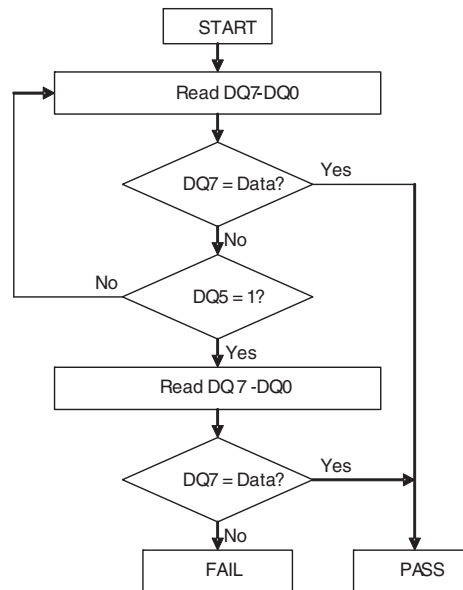 START
Read DQ7-DQ0
DQ7 = Data?
Yes
No
No
DQ5 = 1?
Yes
Read DQ 7 -DQ0
DQ7 = Data?
Yes
No
FAIL
PASS